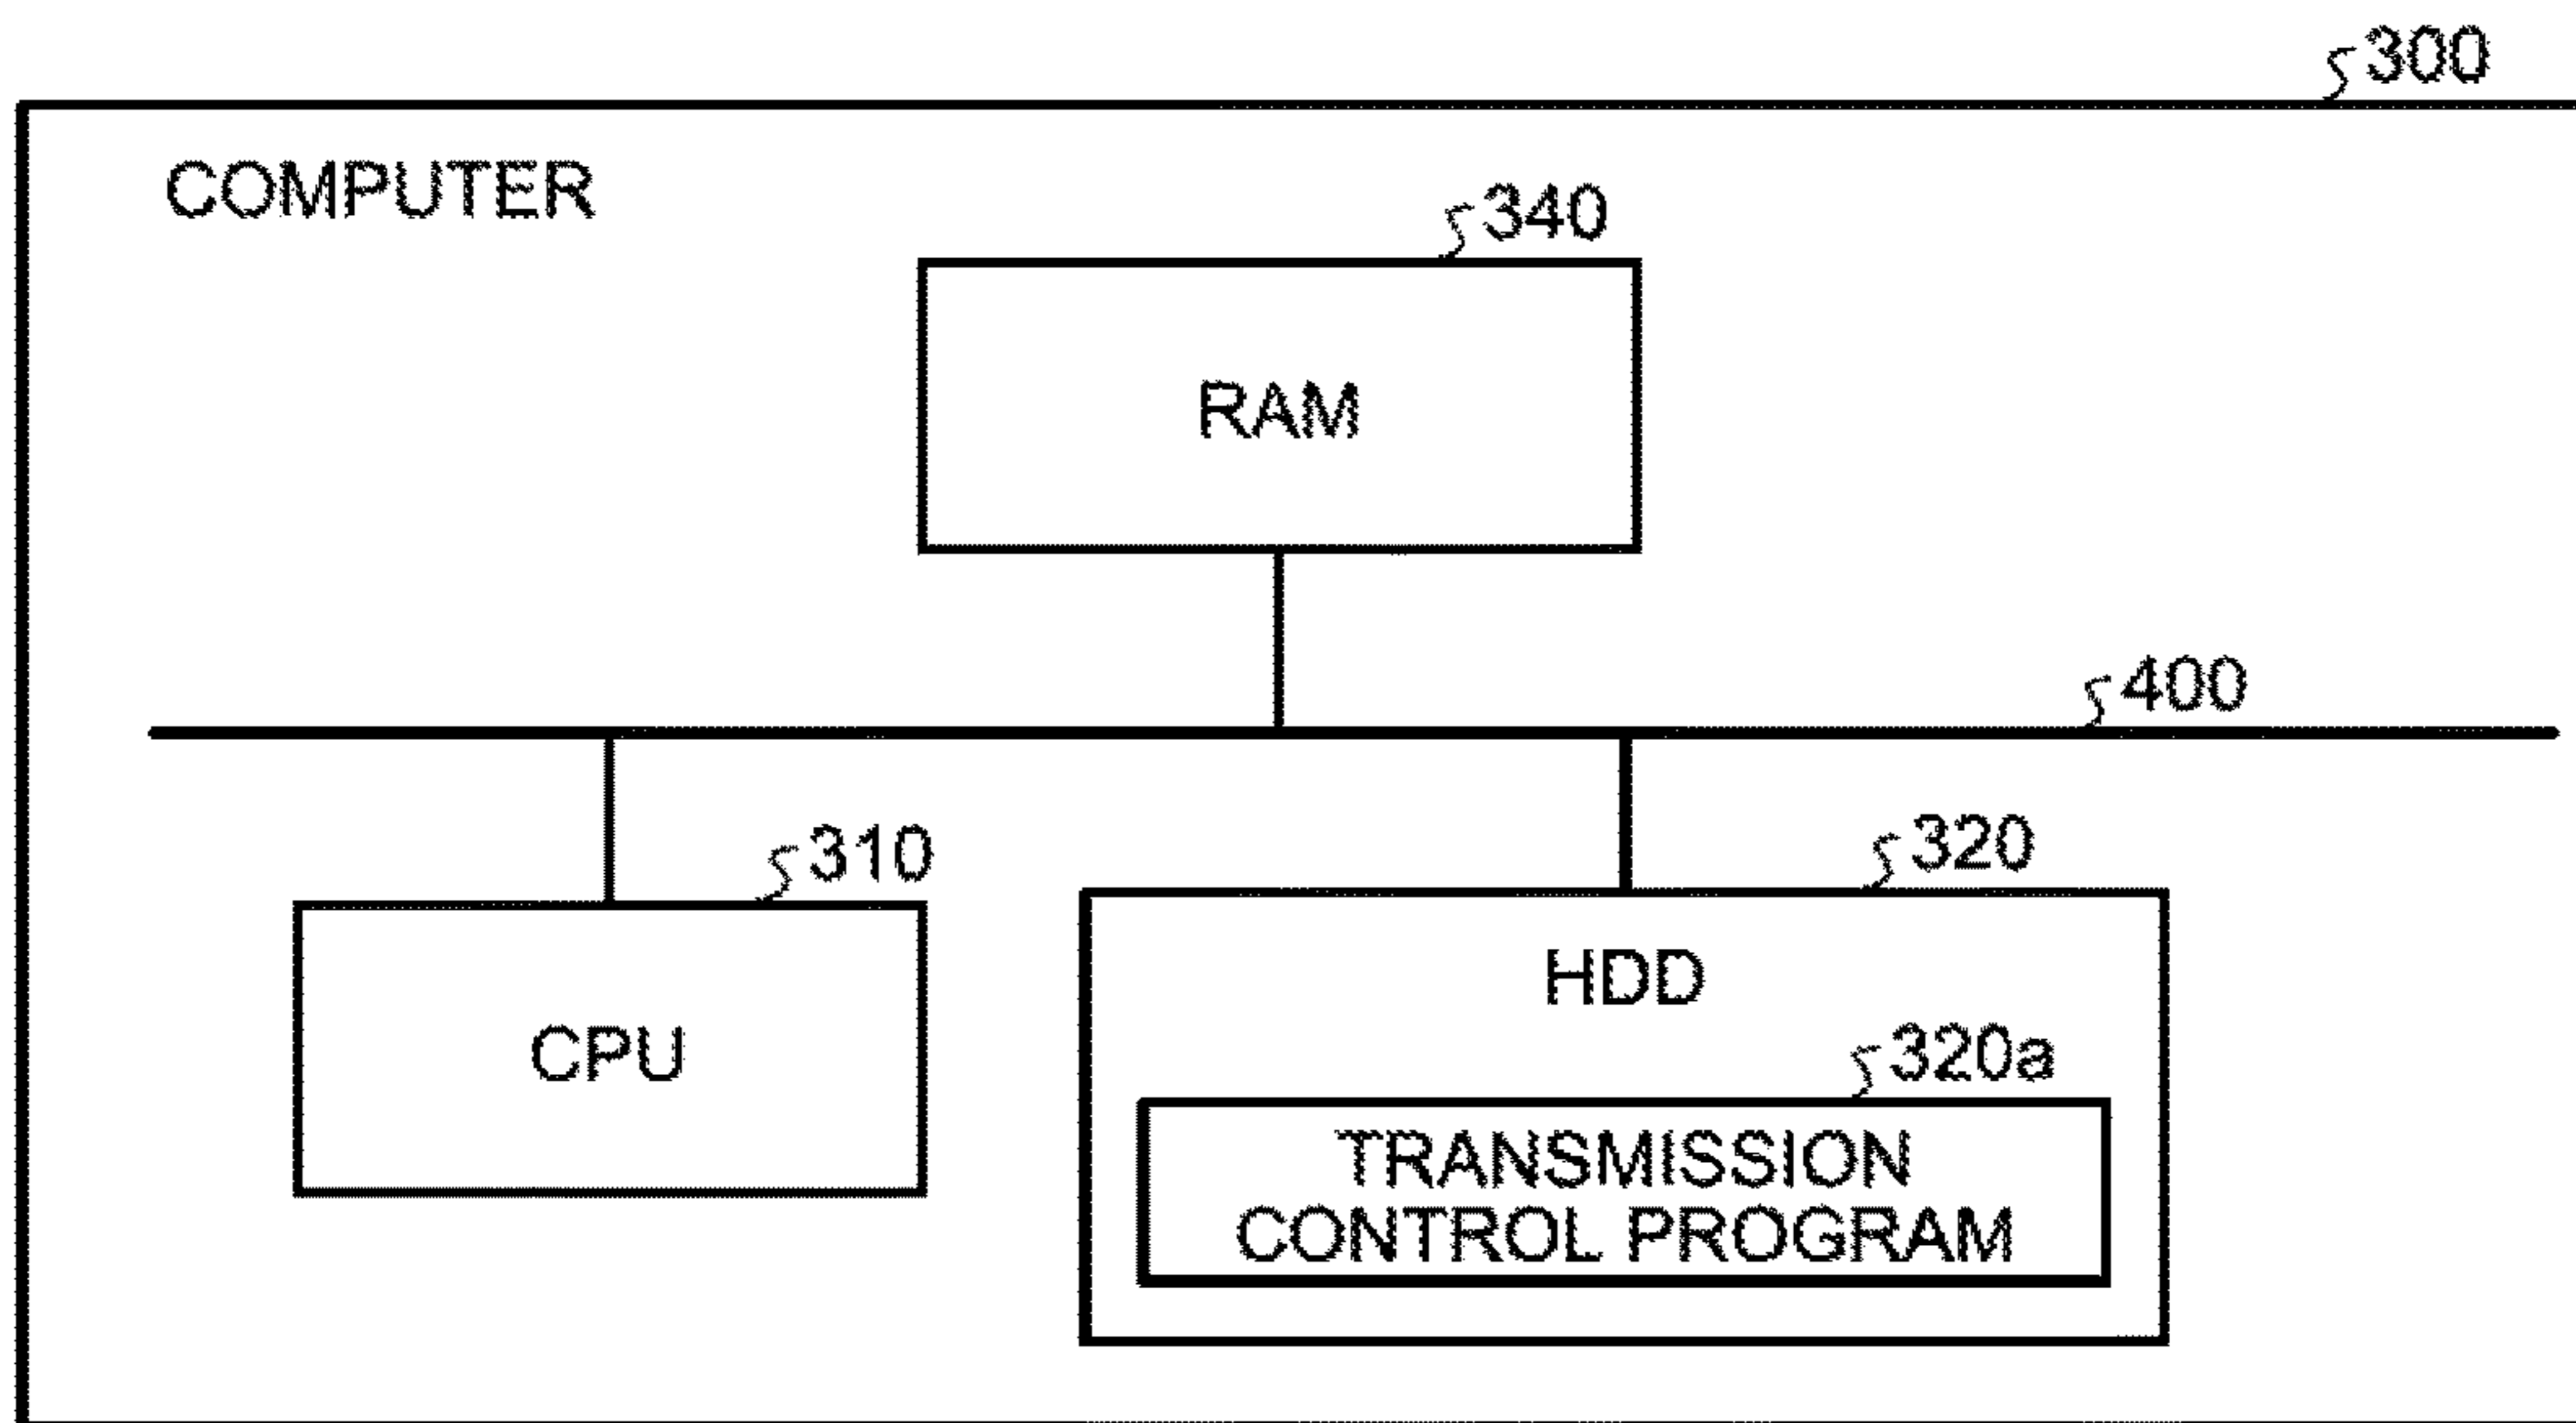 300
COMPUTER
340
RAM
400
310
320
CPU
HDD
320a
TRANSMISSION
CONTROL PROGRAM